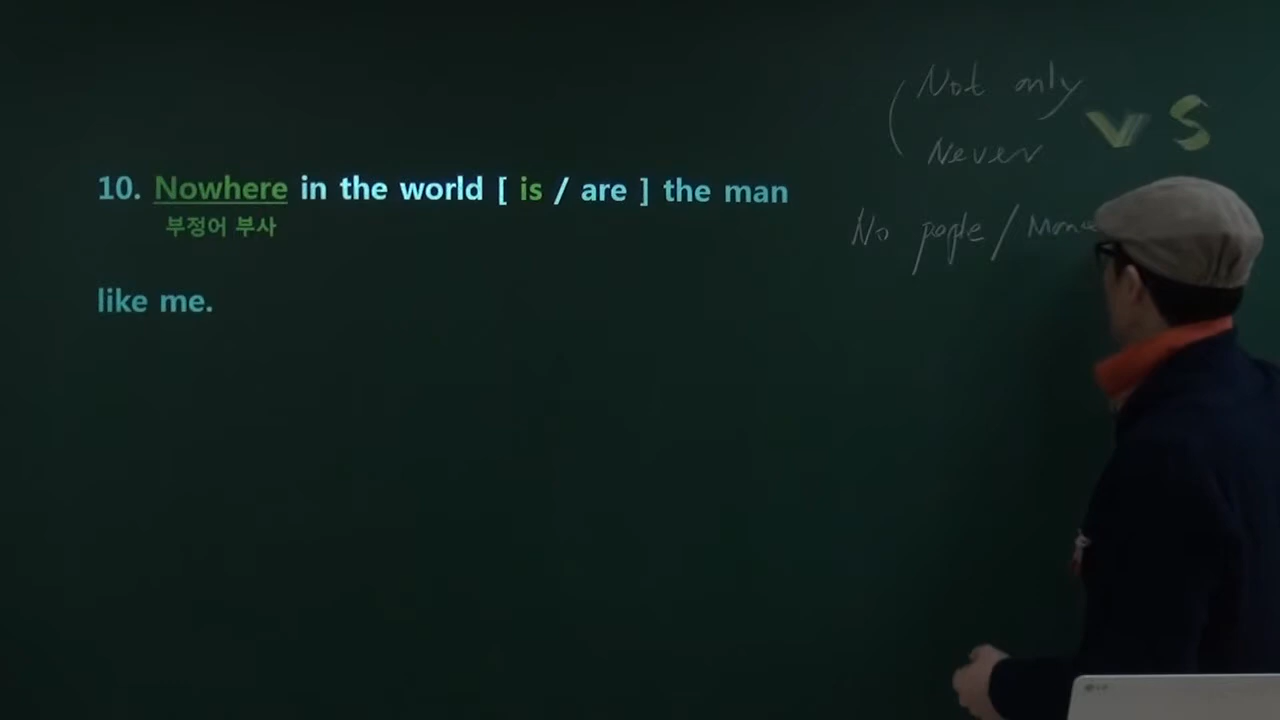 10. Nowhere in the world [ is / are ] the man
부정어 부사
like me.
( Not only
Never
V S
No people /
LG